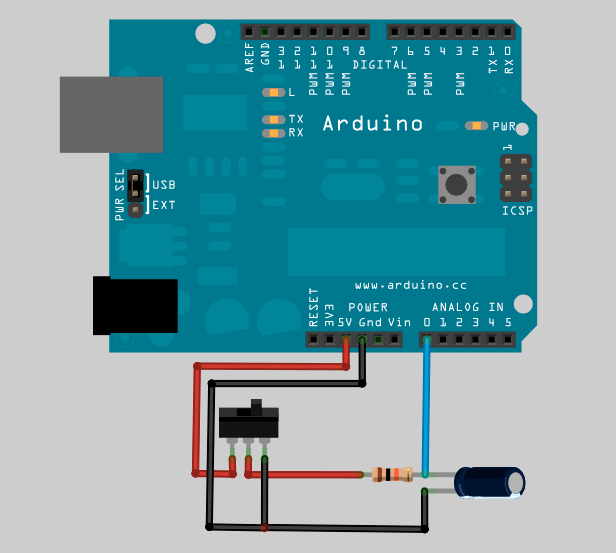 AREF
GND
13
12
PWM 11
PWM 10
PWM 9
8
7
PWM 6
PWM 5
4
PWM 3
2
TX 1
RX 0
DIGITAL
L
TX
RX
Arduino
PWR
1
ICSP
PWR SEL
USB
EXT
www.arduino.cc
POWER
ANALOG IN
RESET
3V3
5V Gnd Vin
0 1 2 3 4 5